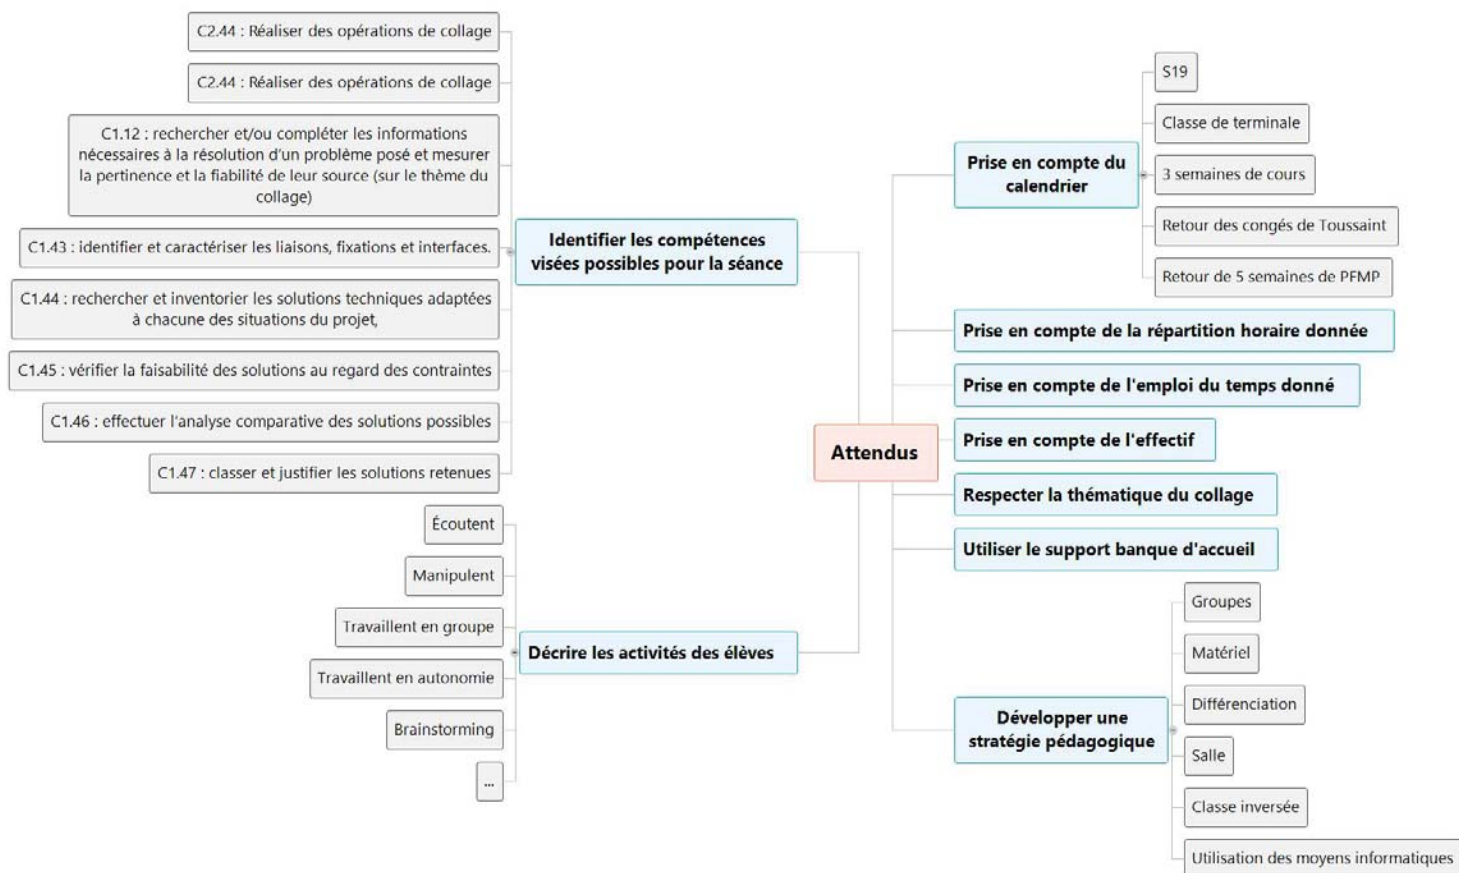 C2.44 : Réaliser des opérations de collage
C2.44 : Réaliser des opérations de collage
C1.12 : rechercher et/ou compléter les informations
nécessaires à la résolution d'un problème posé et mesurer
la pertinence et la fiabilité de leur source (sur le thème du
collage)
C1.43 : identifier et caractériser les liaisons, fixations et interfaces.
C1.44 : rechercher et inventorier les solutions techniques adaptées
à chacune des situations du projet,
C1.45 : vérifier la faisabilité des solutions au regard des contraintes
C1.46 : effectuer l'analyse comparative des solutions possibles
C1.47 : classer et justifier les solutions retenues
Identifier les compétences
visées possibles pour la séance
Écoutent
Manipulent
Travaillent en groupe
Travaillent en autonomie
Brainstorming
...
Décrire les activités des élèves
Attendus
Prise en compte du
calendrier
S19
Classe de terminale
3 semaines de cours
Retour des congés de Toussaint
Retour de 5 semaines de PFMP
Prise en compte de la répartition horaire donnée
Prise en compte de l'emploi du temps donné
Prise en compte de l'effectif
Respecter la thématique du collage
Utiliser le support banque d'accueil
Développer une
stratégie pédagogique
Groupes
Matériel
Différenciation
Salle
Classe inversée
Utilisation des moyens informatiques